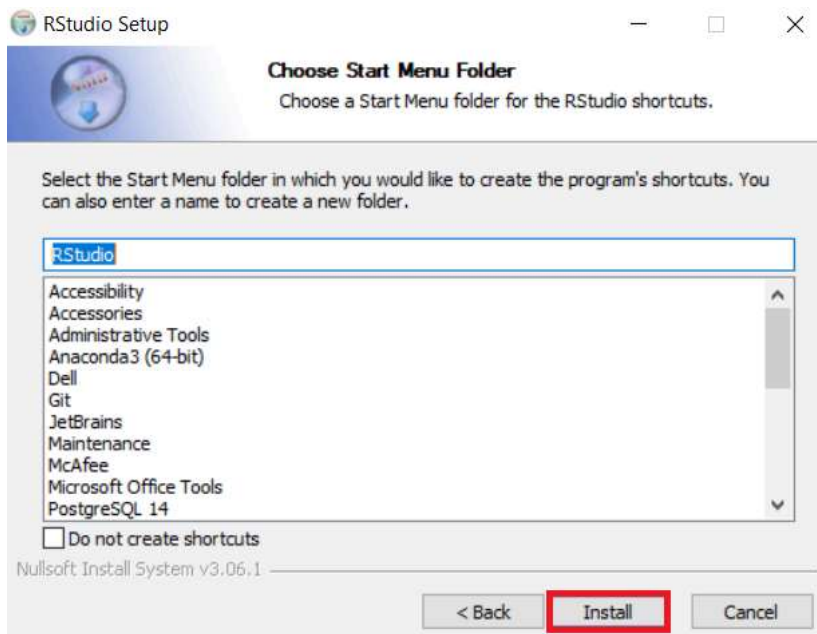 RStudio Setup
Choose Start Menu Folder
Choose a Start Menu folder for the RStudio shortcuts.
Select the Start Menu folder in which you would like to create the program's shortcuts. You
can also enter a name to create a new folder.
RStudio
Accessibility
Accessories
Administrative Tools
Anaconda3 (64-bit)
Dell
Git
JetBrains
Maintenance
McAfee
Microsoft Office Tools
PostgreSQL 14
Do not create shortcuts
Nullsoft Install System v3.06.1
< Back Install Cancel